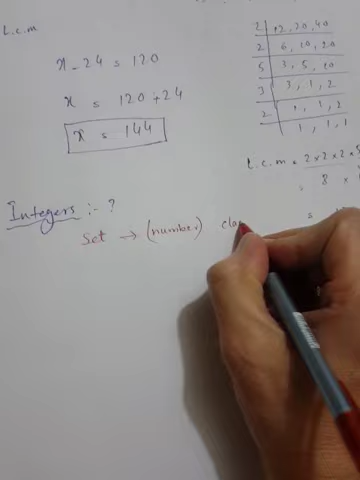 L.c.m
x - 24 = 120
x = 120 + 24
x = 144
2 | 12, 20, 40
2 | 6, 10, 20
5 | 3, 5, 10
3 | 3, 1, 2
2 | 1, 1, 2
1, 1, 1
L.c.m = 2 x 2 x 2 x 5
= 8 x
=
Integers :- ?
Set → (number) cla